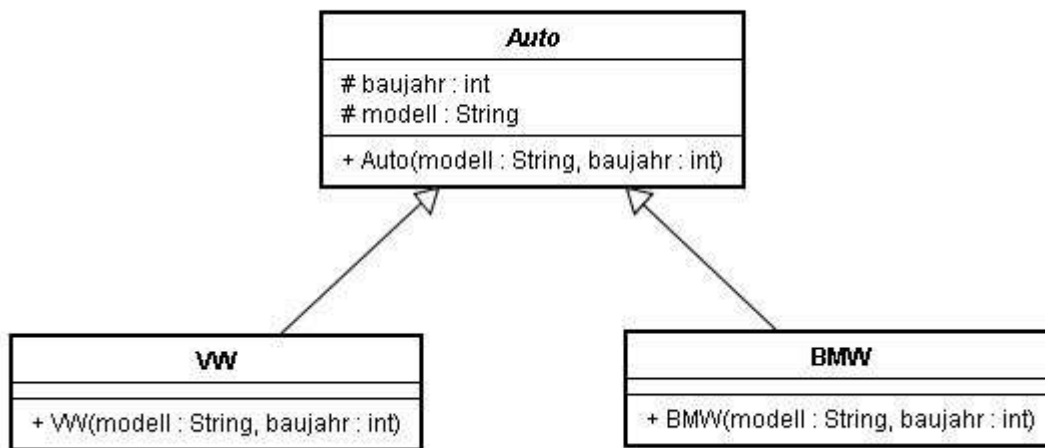 Auto
# baujahr : int
# modell : String
+ Auto(modell : String, baujahr : int)
VW
+ VW(modell : String, baujahr : int)
BMW
+ BMW(modell : String, baujahr : int)